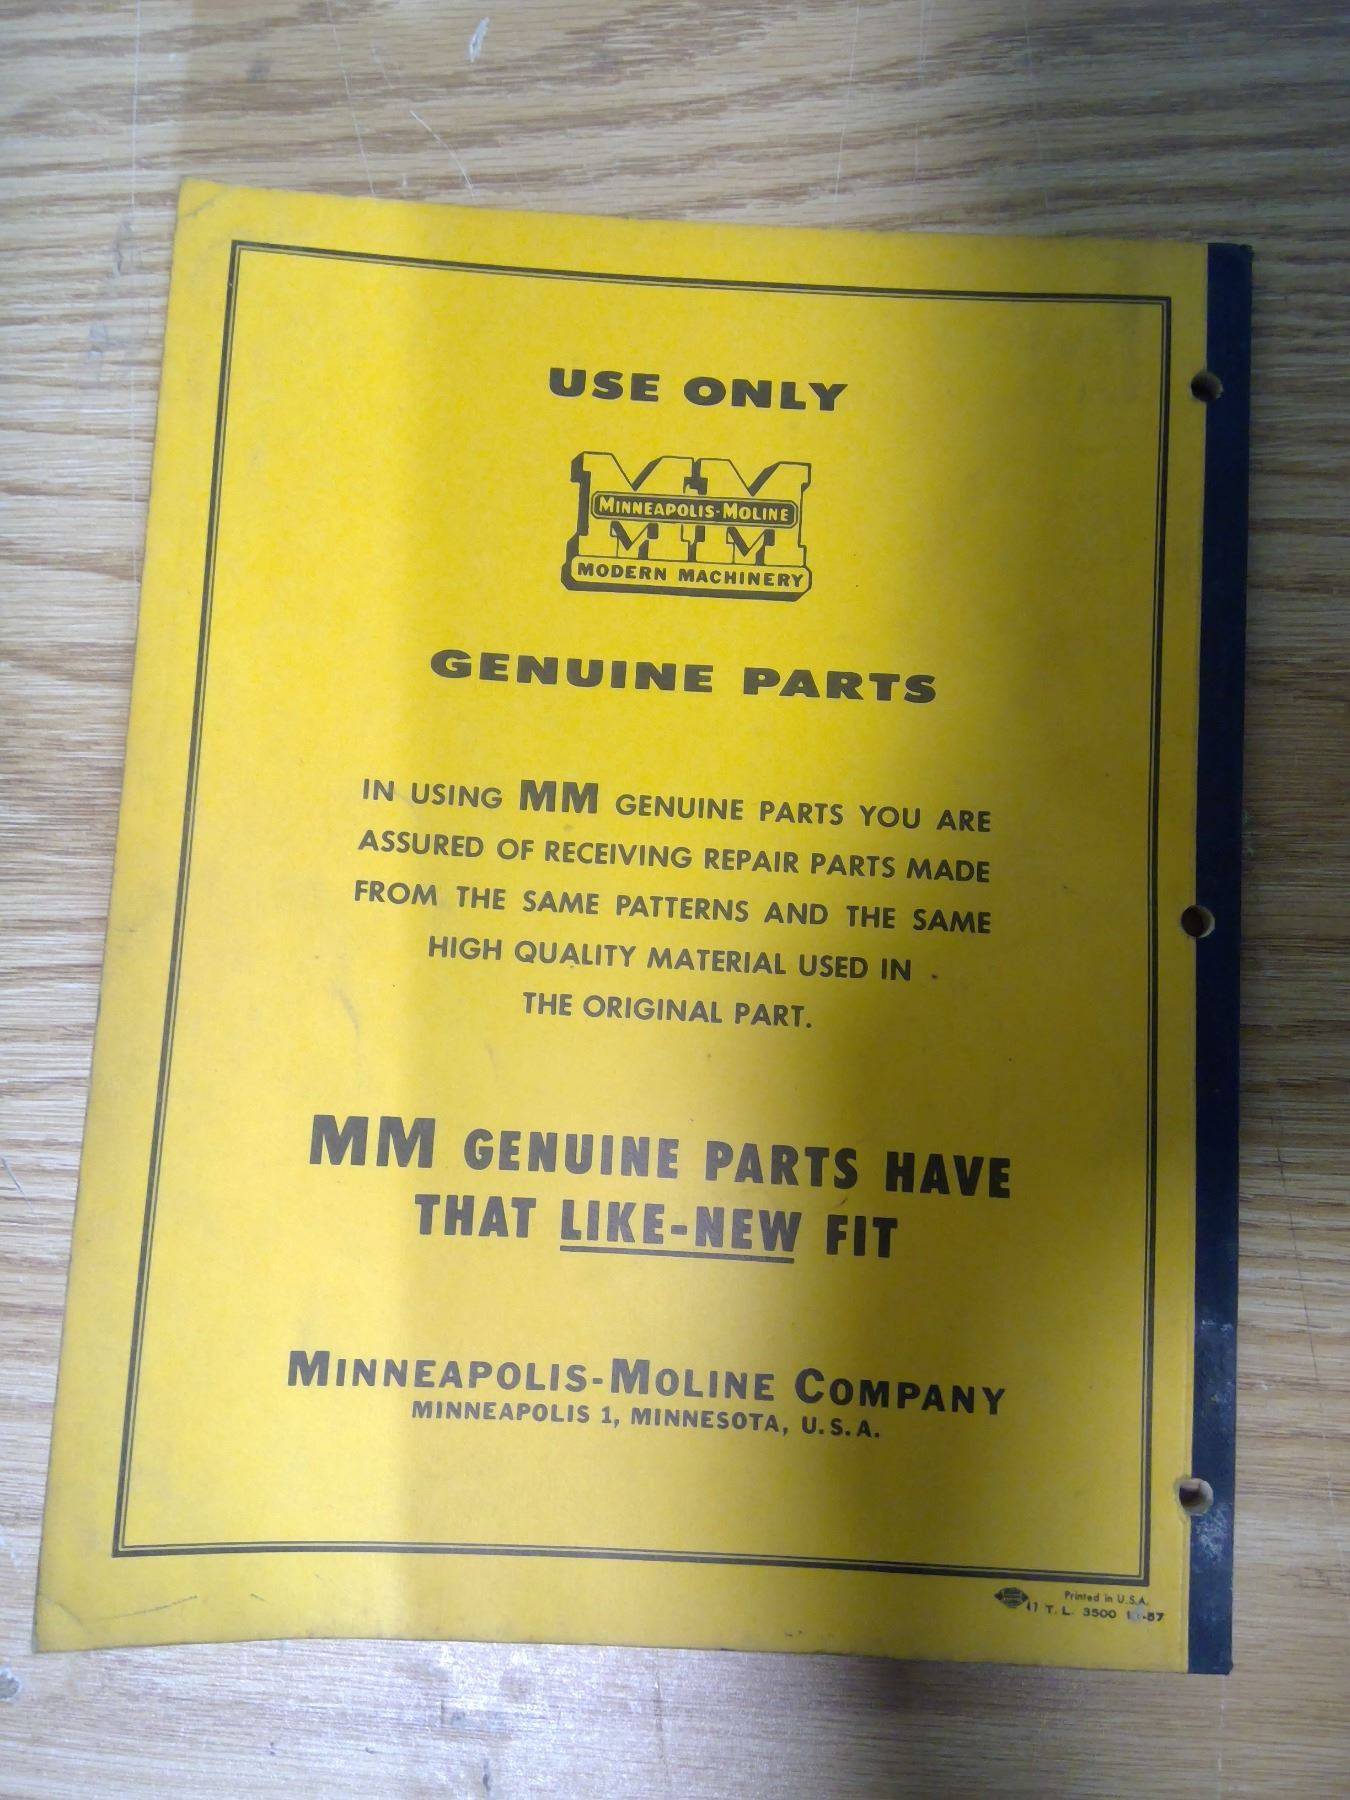 USE ONLY
MINNEAPOLIS-MOLINE
MODERN MACHINERY
GENUINE PARTS
IN USING MM GENUINE PARTS YOU ARE
ASSURED OF RECEIVING REPAIR PARTS MADE
FROM THE SAME PATTERNS AND THE SAME
HIGH QUALITY MATERIAL USED IN
THE ORIGINAL PART.
MM GENUINE PARTS HAVE
THAT LIKE-NEW FIT
MINNEAPOLIS-MOLINE COMPANY
MINNEAPOLIS 1, MINNESOTA, U.S.A.
Printed in U.S.A.
17 T. L. 3500